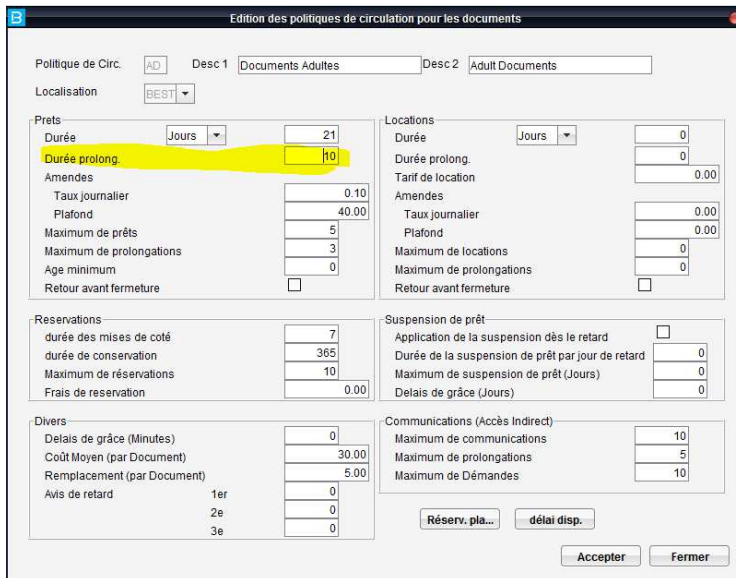 B Edition des politiques de circulation pour les documents
Politique de Circ. AD Desc 1 Documents Adultes Desc 2 Adult Documents
Localisation BEST
Prets
Durée Jours 21
Durée prolong. 10
Amendes
Taux journalier 0.10
Plafond 40.00
Maximum de prêts 5
Maximum de prolongations 3
Age minimum 0
Retour avant fermeture
Locations
Durée Jours 0
Durée prolong. 0
Tarif de location 0.00
Amendes
Taux journalier 0.00
Plafond 0.00
Maximum de locations 0
Maximum de prolongations 0
Retour avant fermeture
Reservations
durée des mises de coté 7
durée de conservation 365
Maximum de réservations 10
Frais de reservation 0.00
Suspension de prêt
Application de la suspension dès le retard
Durée de la suspension de prêt par jour de retard 0
Maximum de suspension de prêt (Jours) 0
Delais de grâce (Jours) 0
Divers
Delais de grâce (Minutes) 0
Coût Moyen (par Document) 30.00
Remplacement (par Document) 5.00
Avis de retard 1er 0
2e 0
3e 0
Communications (Accès Indirect)
Maximum de communications 10
Maximum de prolongations 5
Maximum de Démandes 10
Réserv. pla... délai disp.
Accepter Fermer